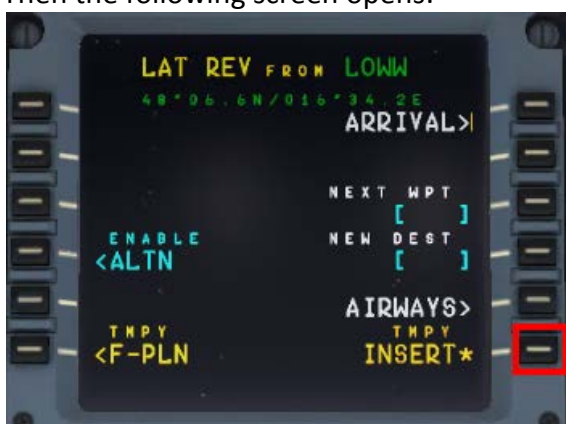 Then the following screen opens:
LAT REV FROM LOWW
48°06.6N/016°34.2E
ARRIVAL>
NEXT WPT
[ ]
ENABLE NEW DEST
<ALTN [ ]
AIRWAYS>
TMPY TMPY
<F-PLN INSERT*